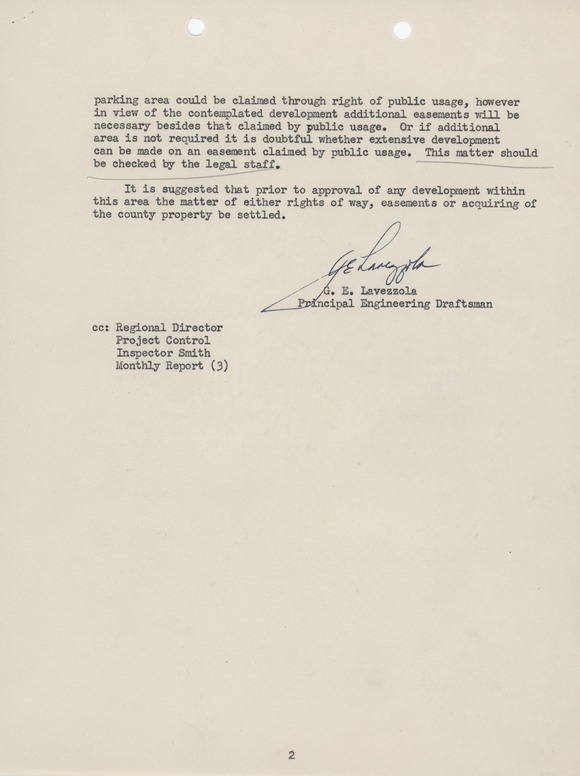 parking area could be claimed through right of public usage, however
in view of the contemplated development additional easements will be
necessary besides that claimed by public usage. Or if additional
area is not required it is doubtful whether extensive development
can be made on an easement claimed by public usage. This matter should
be checked by the legal staff.
It is suggested that prior to approval of any development within
this area the matter of either rights of way, easements or acquiring of
the county property be settled.
G E Lavezzola
G. E. Lavezzola
Principal Engineering Draftsman
cc: Regional Director
Project Control
Inspector Smith
Monthly Report (3)
2